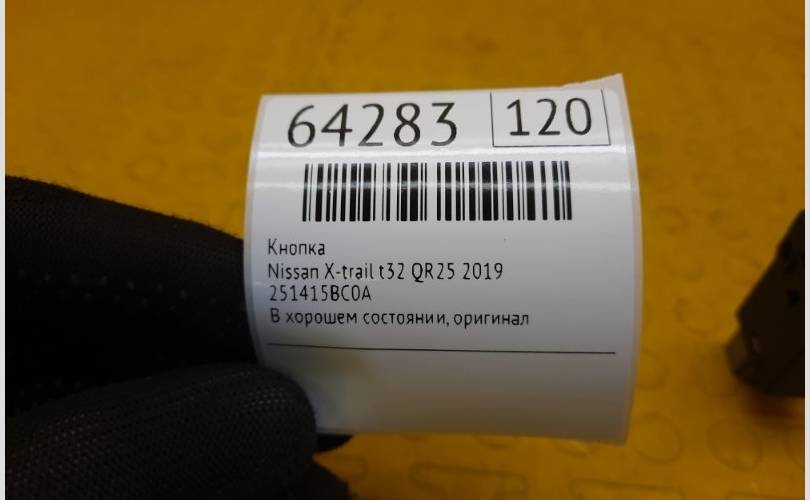 64283 120
Кнопка
Nissan X-trail t32 QR25 2019
251415BC0A
В хорошем состоянии, оригинал